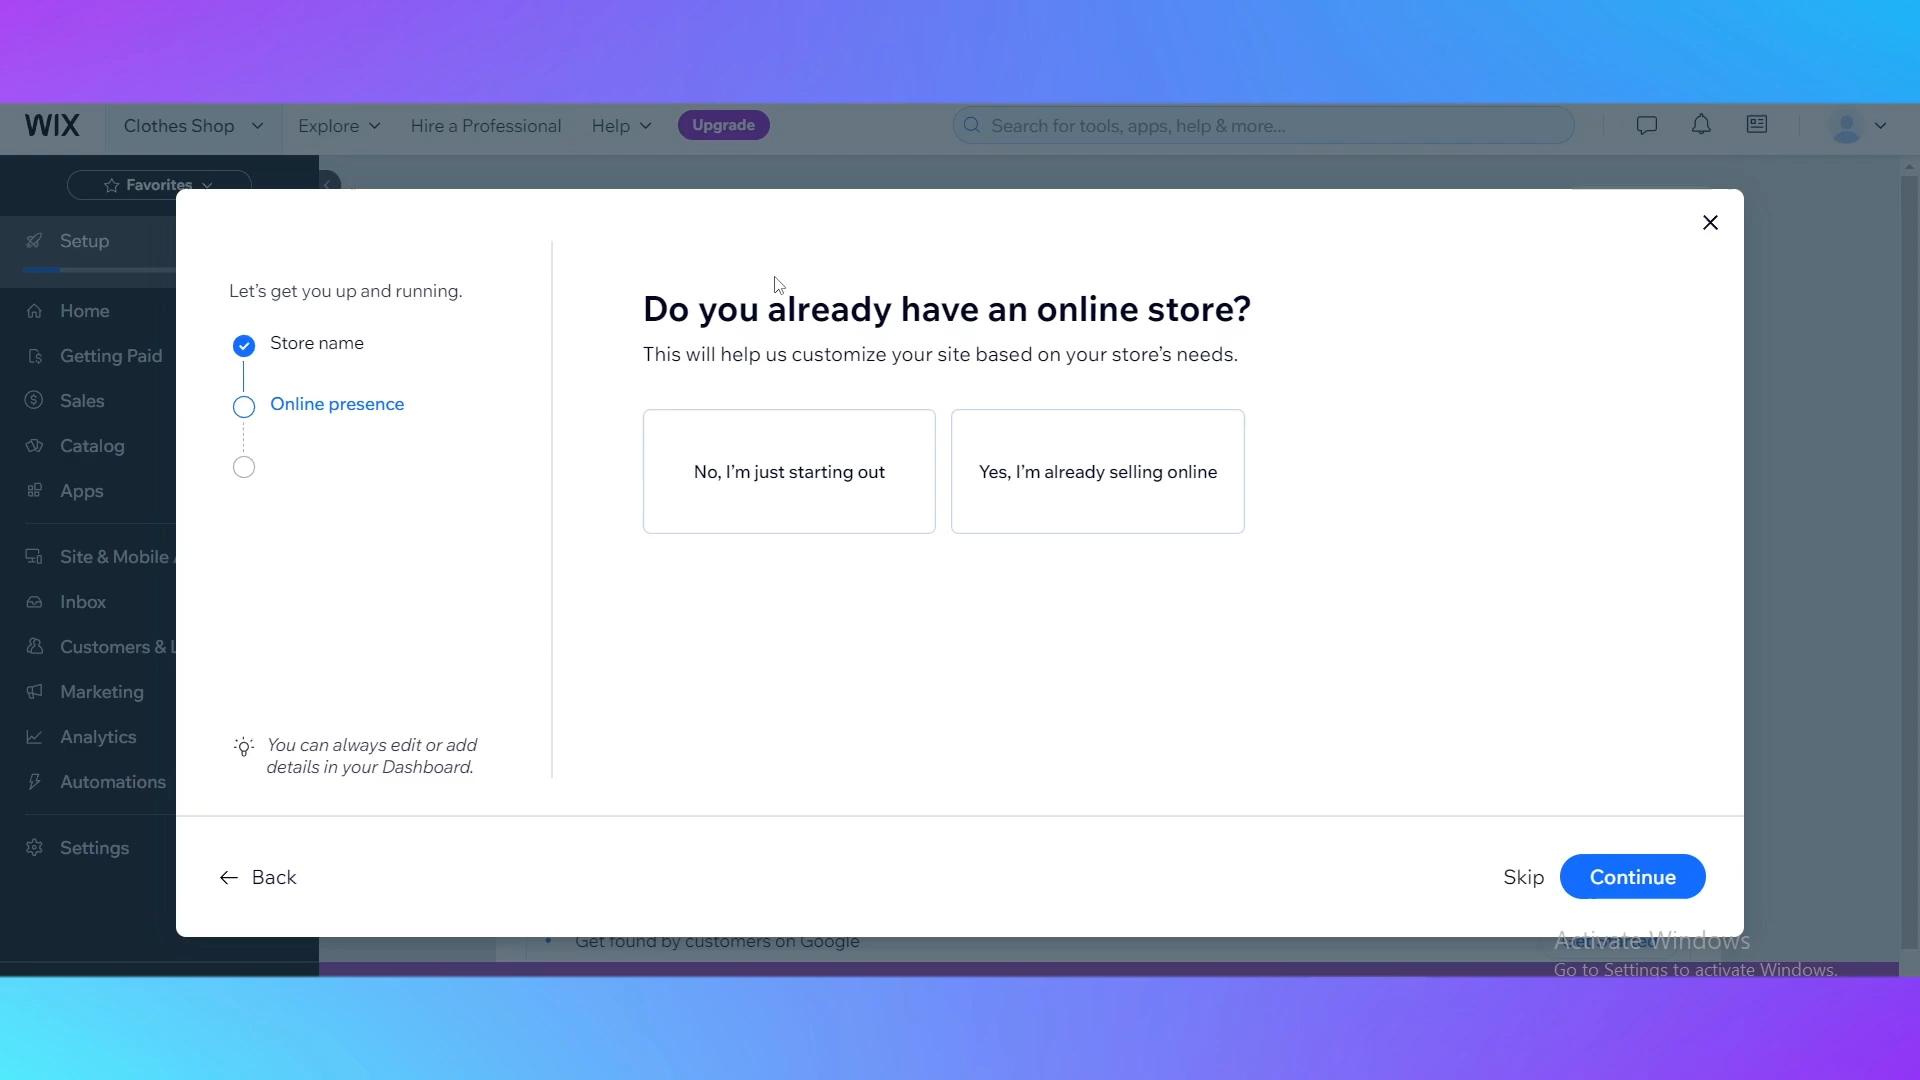 WIX
Clothes Shop
Explore
Hire a Professional
Help
Upgrade
Search for tools, apps, help & more...
Favorites
Setup
Home
Getting Paid
Sales
Catalog
Apps
Site & Mobile
Inbox
Customers & L
Marketing
Analytics
Automations
Settings
Let's get you up and running.
Store name
Online presence
You can always edit or add
details in your Dashboard.
Do you already have an online store?
This will help us customize your site based on your store's needs.
No, I'm just starting out
Yes, I'm already selling online
Back
Skip
Continue
Get found by customers on Google
Activate Windows
Go to Settings to activate Windows.